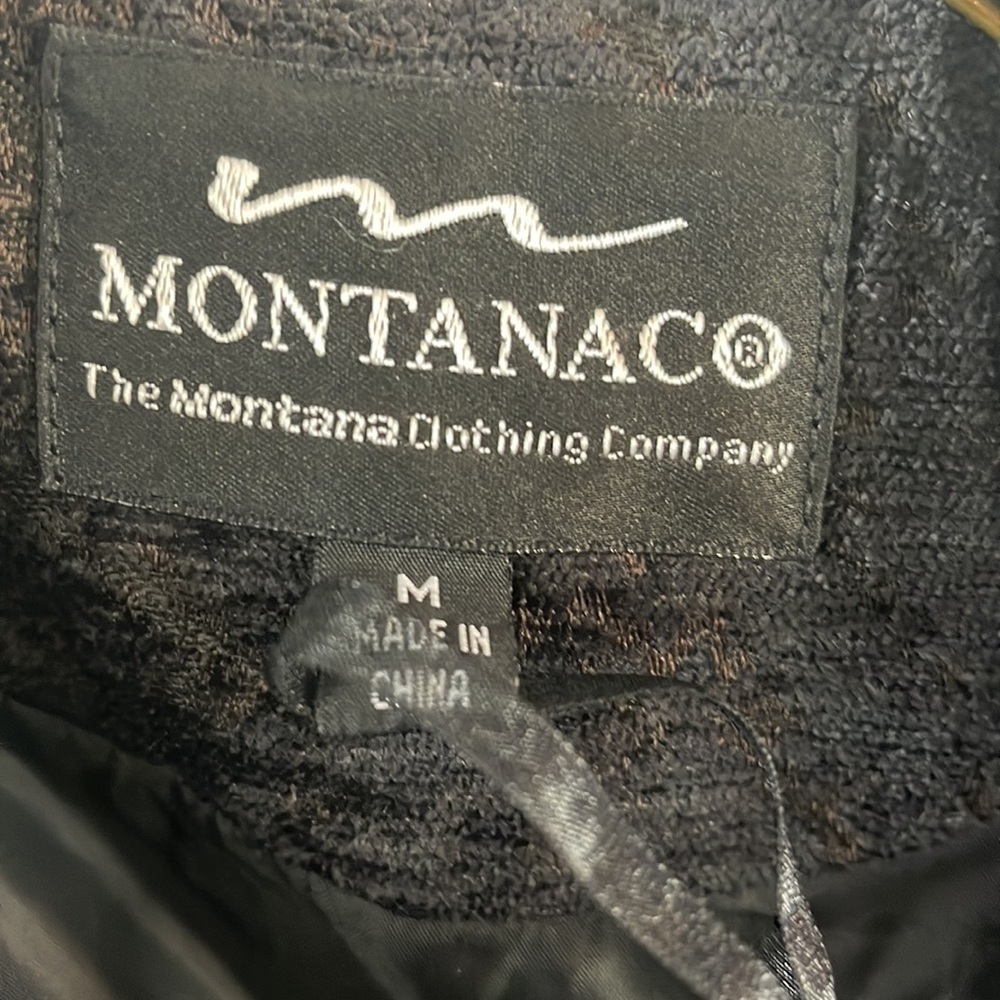 MONTANACO®
The Montana Clothing Company
M
MADE IN
CHINA